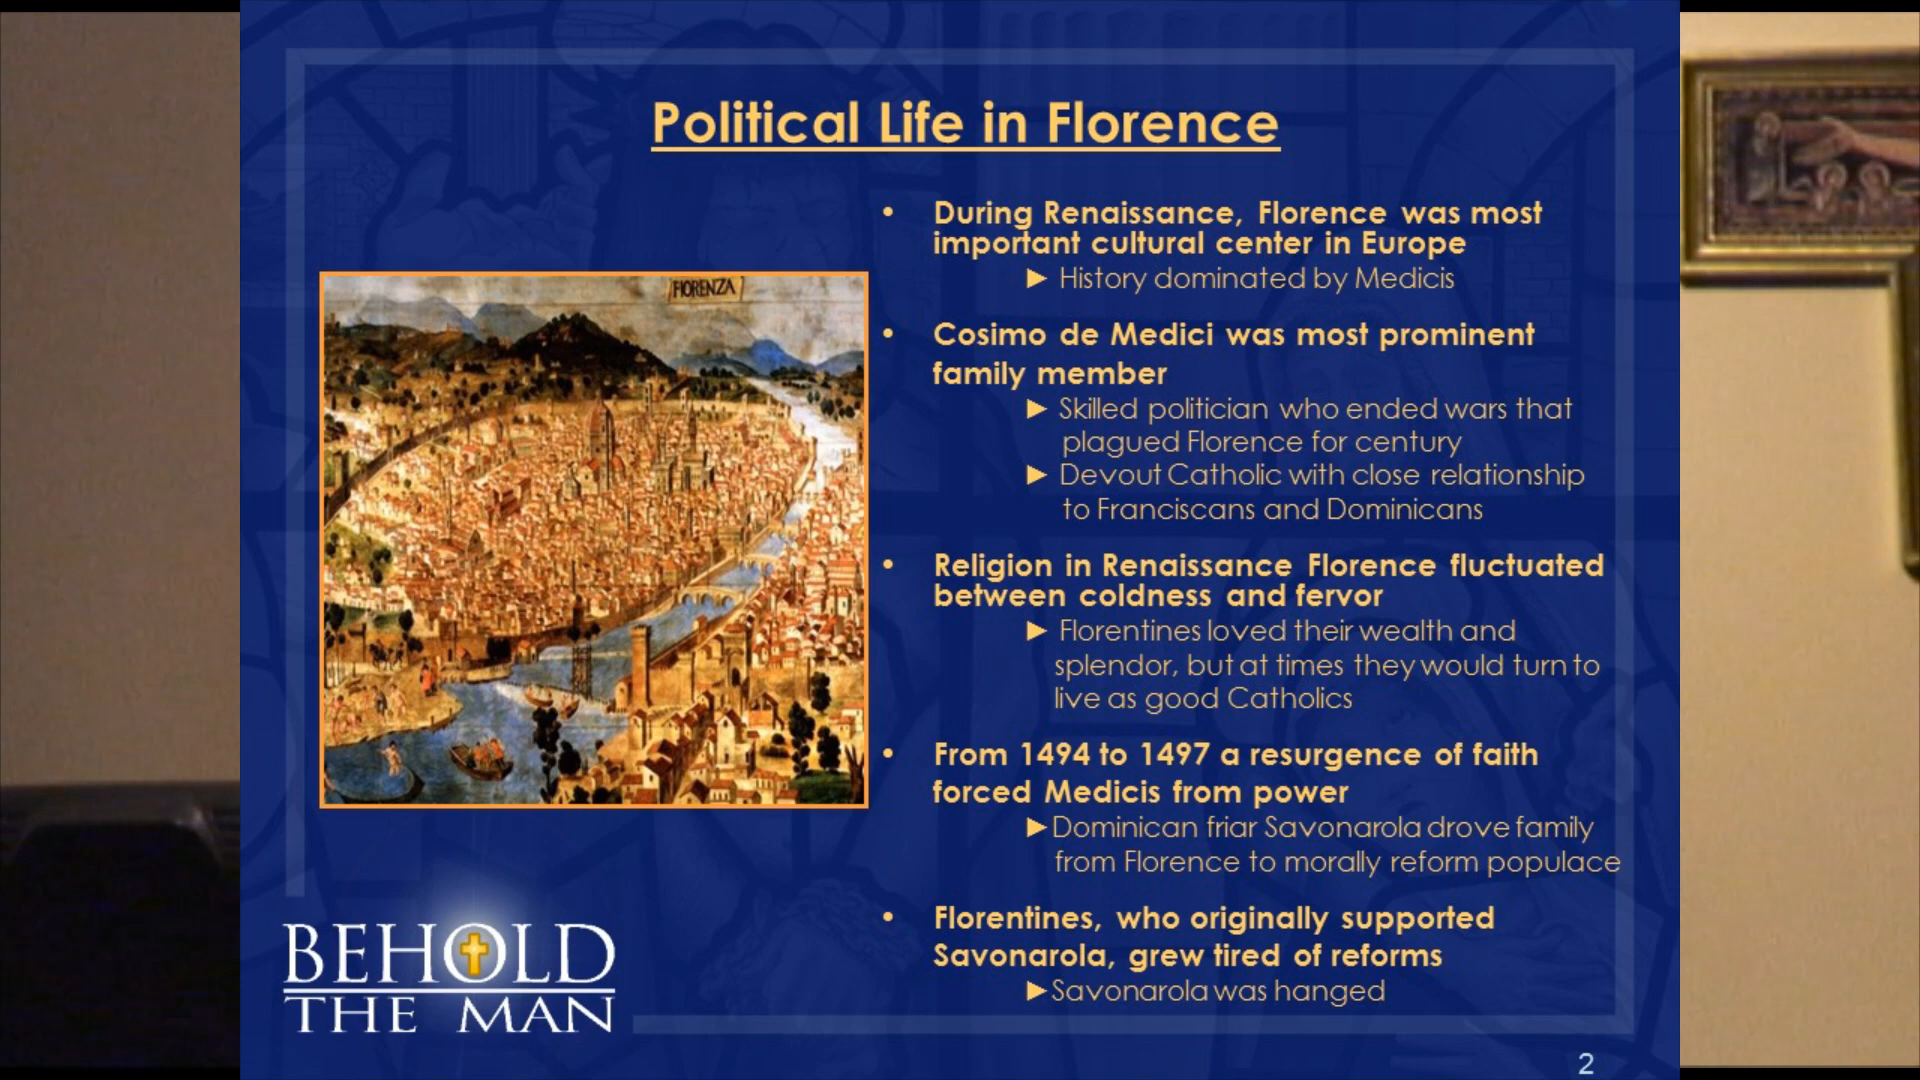 Political Life in Florence
• During Renaissance, Florence was most
important cultural center in Europe
► History dominated by Medicis
• Cosimo de Medici was most prominent
family member
► Skilled politician who ended wars that
plagued Florence for century
► Devout Catholic with close relationship
to Franciscans and Dominicans
• Religion in Renaissance Florence fluctuated
between coldness and fervor
► Florentines loved their wealth and
splendor, but at times they would turn to
live as good Catholics
• From 1494 to 1497 a resurgence of faith
forced Medicis from power
►Dominican friar Savonarola drove family
from Florence to morally reform populace
• Florentines, who originally supported
Savonarola, grew tired of reforms
►Savonarola was hanged
FIORENZA
BEHOLD
THE MAN
2